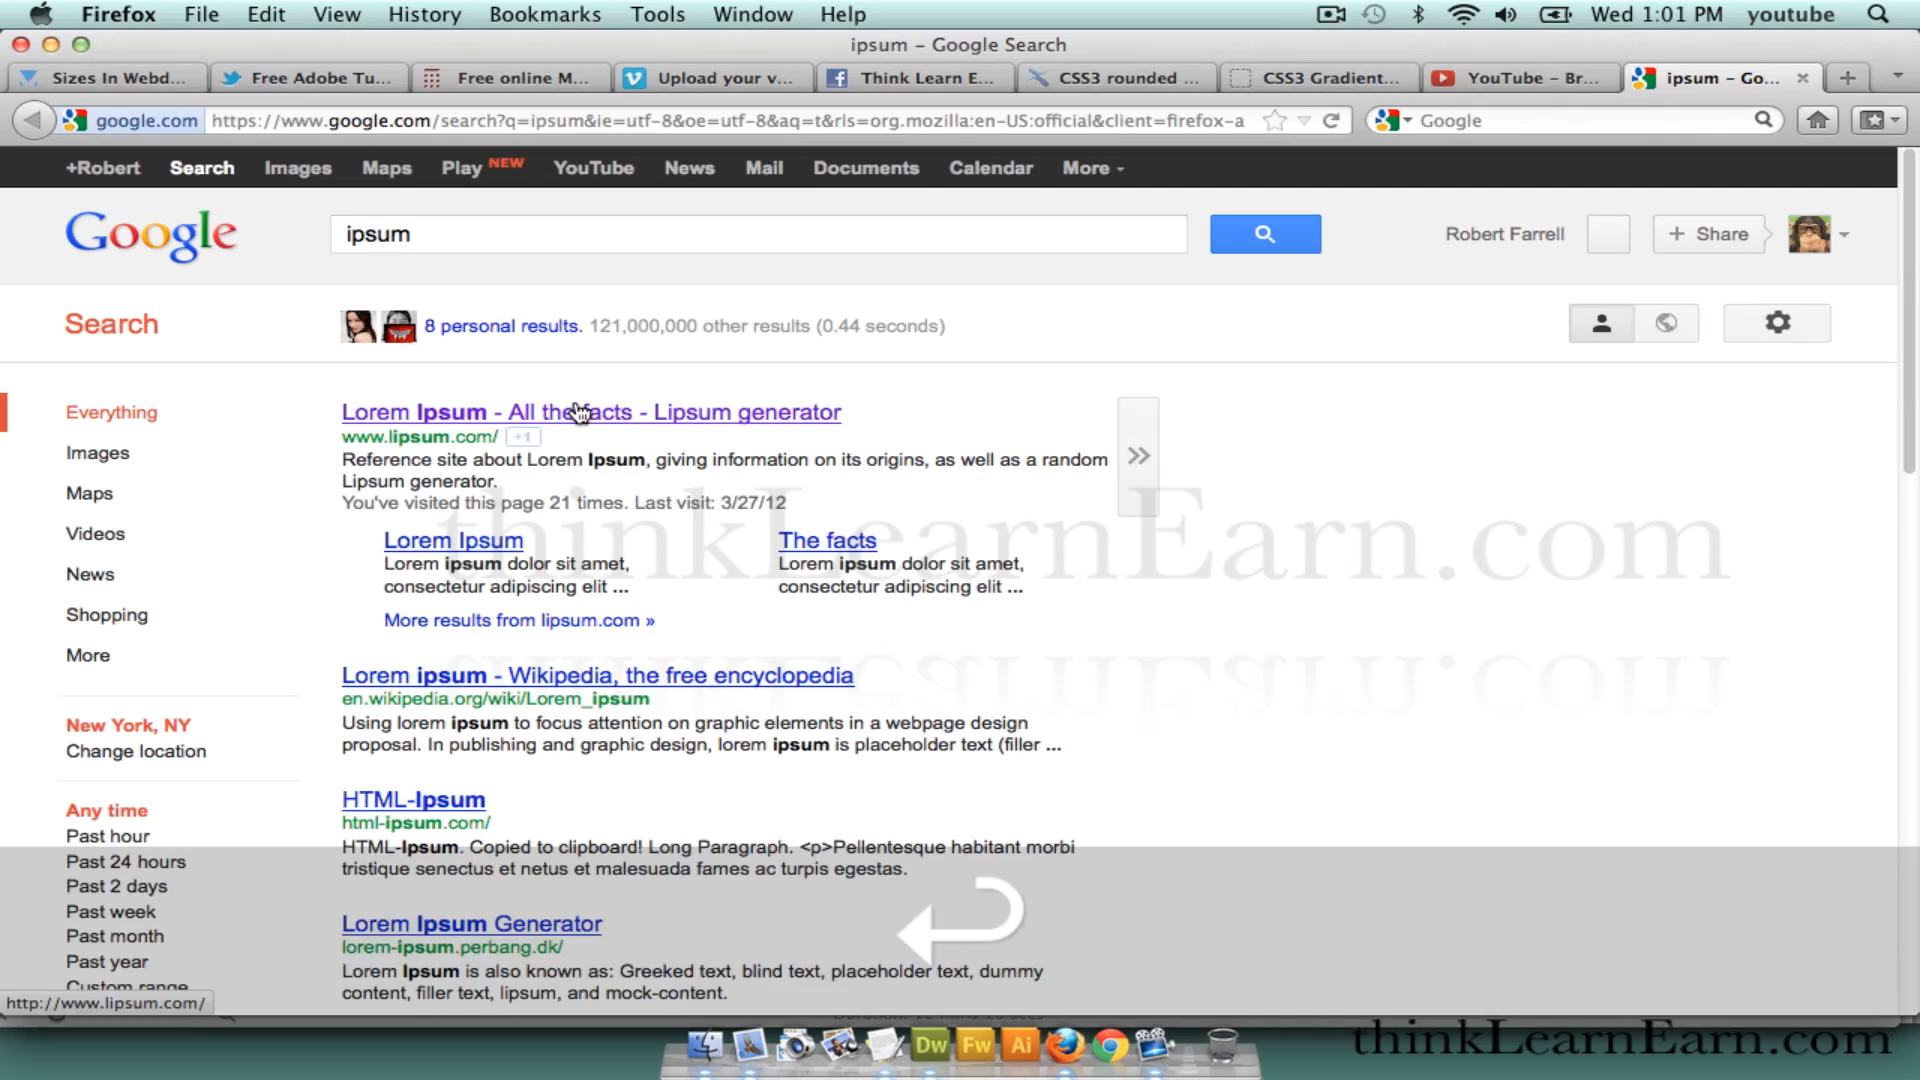 Firefox File Edit View History Bookmarks Tools Window Help Wed 1:01 PM youtube
ipsum – Google Search
Sizes In Webd... Free Adobe Tu... Free online M... Upload your v... Think Learn E... CSS3 rounded ... CSS3 Gradient... YouTube – Br... ipsum – Go...
google.com https://www.google.com/search?q=ipsum&ie=utf-8&oe=utf-8&aq=t&rls=org.mozilla:en-US:official&client=firefox-a Google
+Robert Search Images Maps Play NEW YouTube News Mail Documents Calendar More
Google ipsum Robert Farrell + Share
Search 8 personal results. 121,000,000 other results (0.44 seconds)
Everything
Images
Maps
Videos
News
Shopping
More
New York, NY
Change location
Any time
Past hour
Past 24 hours
Past 2 days
Past week
Past month
Past year
Custom range
http://www.lipsum.com/
Lorem Ipsum - All the facts - Lipsum generator
www.lipsum.com/ +1
Reference site about Lorem Ipsum, giving information on its origins, as well as a random
Lipsum generator.
You've visited this page 21 times. Last visit: 3/27/12
thinkLearnEarn.com
Lorem Ipsum
Lorem ipsum dolor sit amet,
consectetur adipiscing elit ...
The facts
Lorem ipsum dolor sit amet,
consectetur adipiscing elit ...
More results from lipsum.com »
Lorem ipsum - Wikipedia, the free encyclopedia
en.wikipedia.org/wiki/Lorem_ipsum
Using lorem ipsum to focus attention on graphic elements in a webpage design
proposal. In publishing and graphic design, lorem ipsum is placeholder text (filler ...
HTML-Ipsum
html-ipsum.com/
HTML-Ipsum. Copied to clipboard! Long Paragraph. <p>Pellentesque habitant morbi
tristique senectus et netus et malesuada fames ac turpis egestas.
Lorem Ipsum Generator
lorem-ipsum.perbang.dk/
Lorem Ipsum is also known as: Greeked text, blind text, placeholder text, dummy
content, filler text, lipsum, and mock-content.
Dw Fw Ai
thinkLearnEarn.com